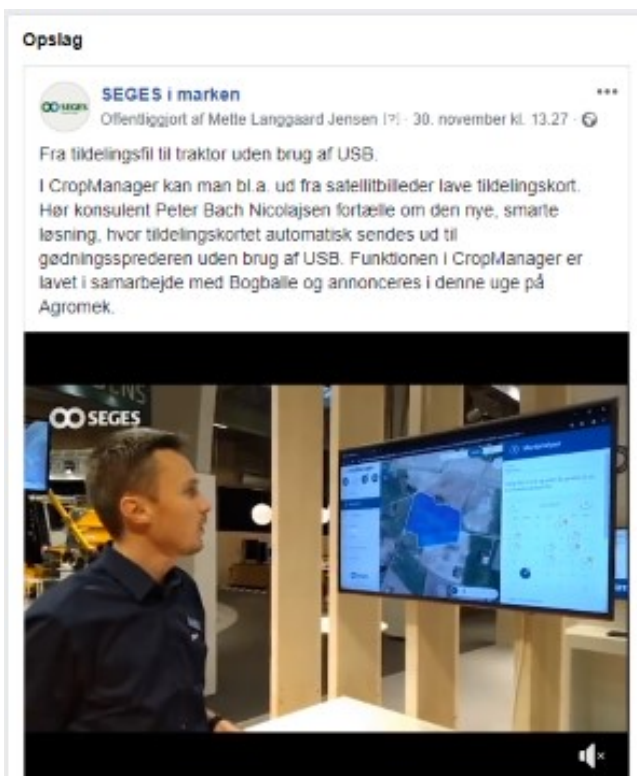 Opslag
SEGES i marken
Offentliggjort af Mette Langgaard Jensen [?] · 30. november kl. 13.27 ·
Fra tildelingsfil til traktor uden brug af USB.
I CropManager kan man bl.a. ud fra satellitbilleder lave tildelingskort.
Hør konsulent Peter Bach Nicolajsen fortælle om den nye, smarte
løsning, hvor tildelingskortet automatisk sendes ud til
gødningssprederen uden brug af USB. Funktionen i CropManager er
lavet i samarbejde med Bogballe og annonceres i denne uge på
Agromek.
SEGES
SEGES